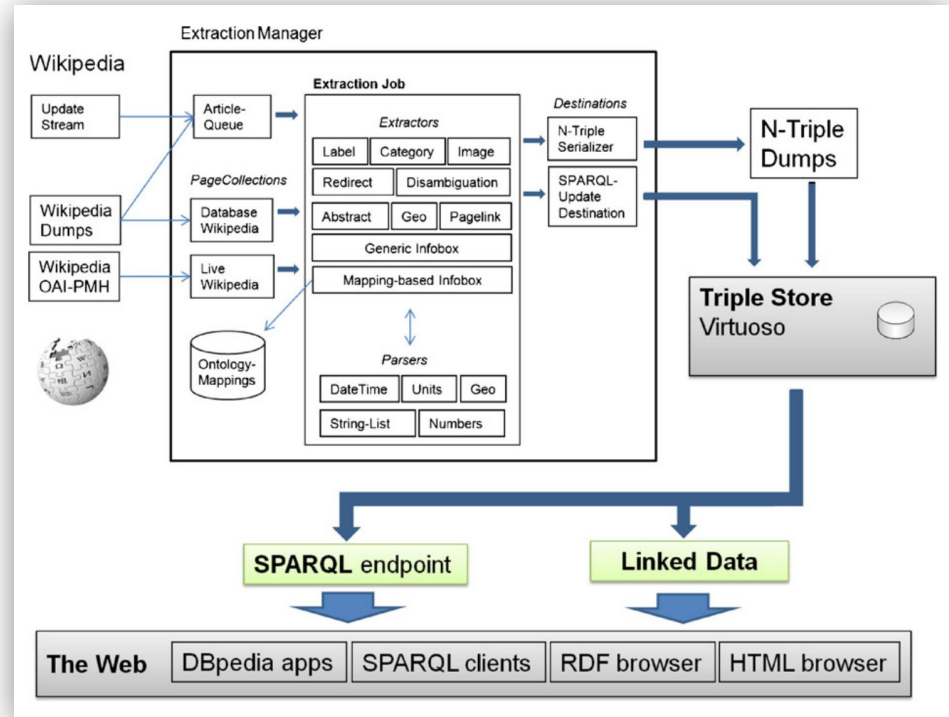 Extraction Manager
Wikipedia
Update
Stream
Wikipedia
Dumps
Wikipedia
OAI-PMH
Article-
Queue
PageCollections
Database
Wikipedia
Live
Wikipedia
Ontology-
Mappings
Extraction Job
Extractors
Label Category Image
Redirect Disambiguation
Abstract Geo Pagelink
Generic Infobox
Mapping-based Infobox
Parsers
DateTime Units Geo
String-List Numbers
Destinations
N-Triple
Serializer
SPARQL-
Update
Destination
N-Triple
Dumps
Triple Store
Virtuoso
SPARQL endpoint
Linked Data
The Web
DBpedia apps
SPARQL clients
RDF browser
HTML browser